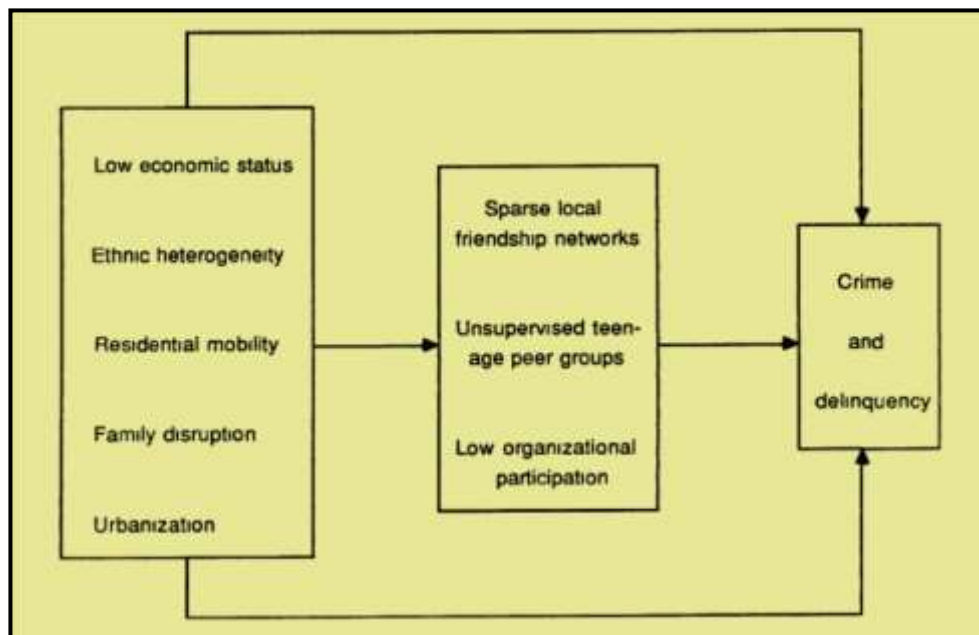 Low economic status
Ethnic heterogeneity
Residential mobility
Family disruption
Urbanization
Sparse local
friendship networks
Unsupervised teen-
age peer groups
Low organizational
participation
Crime
and
delinquency